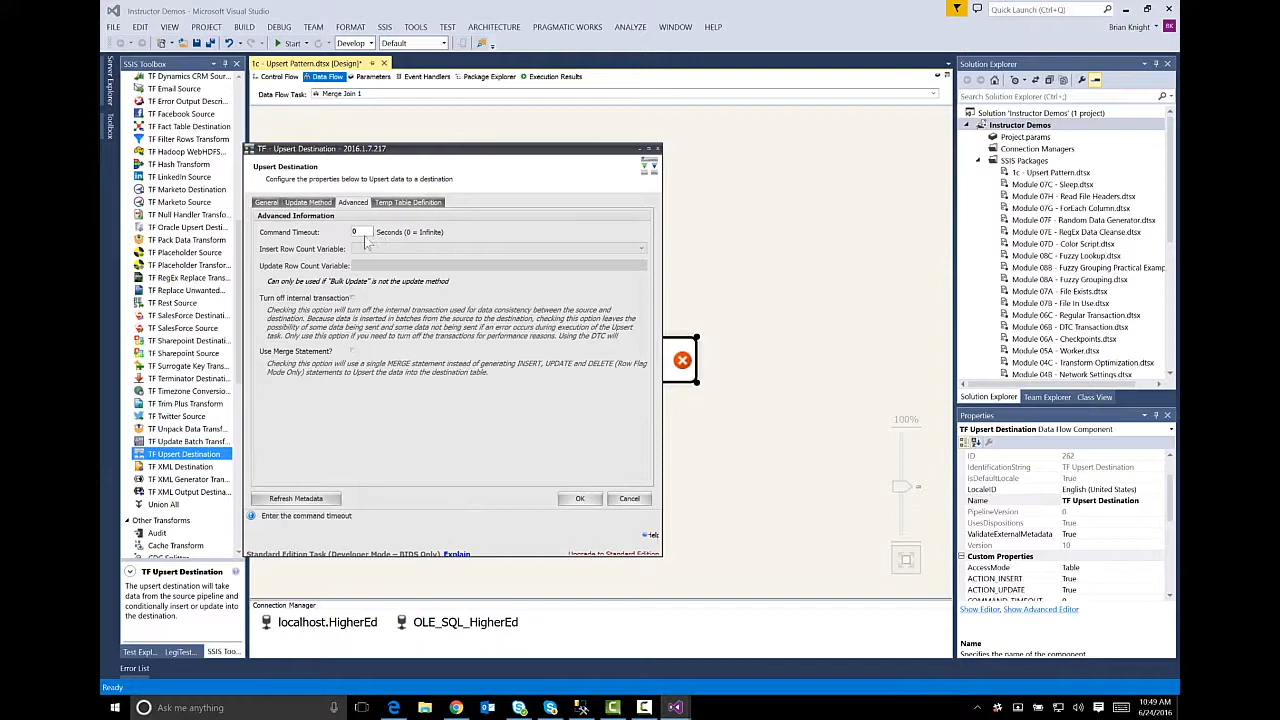 Instructor Demos - Microsoft Visual Studio
Quick Launch (Ctrl+;)
FILE EDIT VIEW PROJECT BUILD DEBUG TEAM FORMAT SSIS TOOLS TEST ARCHITECTURE PRAGMATIC WORKS ANALYZE WINDOW HELP
Brian Knight BK
Start Develop Default
Server Explorer
Toolbox
SSIS Toolbox
TF Dynamics CRM Sour...
TF Email Source
TF Error Output Descri...
TF Facebook Source
TF Fact Table Destination
TF Filter Rows Transform
TF Hadoop WebHDFS...
TF Hash Transform
TF LinkedIn Source
TF Marketo Destination
TF Marketo Source
TF Null Handler Transfo...
TF Oracle Upsert Desti...
TF Pack Data Transform
TF Placeholder Source
TF Placeholder Transfor...
TF RegEx Replace Trans...
TF Replace Unwanted...
TF Rest Source
TF SalesForce Destinati...
TF SalesForce Source
TF Sharepoint Destinati...
TF Sharepoint Source
TF Surrogate Key Trans...
TF Terminator Destinati...
TF Timezone Conversio...
TF Trim Plus Transform
TF Twitter Source
TF Unpack Data Transf...
TF Update Batch Transf...
TF Upsert Destination
TF XML Destination
TF XML Generator Tran...
TF XML Output Destina...
Union All
Other Transforms
Audit
Cache Transform
CDC Splitter
TF Upsert Destination
The upsert destination will take
data from the source pipeline and
conditionally insert or update into
the destination.
Test Expl... LegiTest... SSIS Too...
Error List
Ready
1c - Upsert Pattern.dtsx [Design]*
Control Flow Data Flow Parameters Event Handlers Package Explorer Execution Results
Data Flow Task: Merge Join 1
TF - Upsert Destination - 2016.1.7.217
Upsert Destination
Configure the properties below to Upsert data to a destination
General Update Method Advanced Temp Table Definition
Advanced Information
Command Timeout: 0 Seconds (0 = Infinite)
Insert Row Count Variable:
Update Row Count Variable:
Can only be used if "Bulk Update" is not the update method
Turn off internal transaction?
Checking this option will turn off the internal transaction used for data consistency between the source and
destination. Because data is inserted in batches from the source to the destination, checking this option leaves the
possibility of some data being sent and some data not being sent if an error occurs during execution of the Upsert
task. Only use this option if you need to turn off the transactions for performance reasons. Using the DTC will
Use Merge Statement?
Checking this option will use a single MERGE statement instead of generating INSERT, UPDATE and DELETE (Row Flag
Mode Only) statements to Upsert the data into the destination table.
Refresh Metadata OK Cancel
Enter the command timeout
Help
Standard Edition Task (Developer Mode - BIDS Only) Explain Upgrade to Standard Edition
100%
Connection Manager
localhost.HigherEd OLE_SQL_HigherEd
Solution Explorer
Search Solution Explorer (Ctrl+;)
Solution 'Instructor Demos' (1 project)
Instructor Demos
Project.params
Connection Managers
SSIS Packages
1c - Upsert Pattern.dtsx
Module 07C - Sleep.dtsx
Module 07H - Read File Headers.dtsx
Module 07G - ForEach Column.dtsx
Module 07F - Random Data Generator.dtsx
Module 07E - RegEx Data Cleanse.dtsx
Module 07D - Color Script.dtsx
Module 08C - Fuzzy Lookup.dtsx
Module 08B - Fuzzy Grouping Practical Examp
Module 08A - Fuzzy Grouping.dtsx
Module 07A - File Exists.dtsx
Module 07B - File In Use.dtsx
Module 06C - Regular Transaction.dtsx
Module 06B - DTC Transaction.dtsx
Module 06A - Checkpoints.dtsx
Module 05A - Worker.dtsx
Module 04C - Transform Optimization.dtsx
Module 04B - Network Settings.dtsx
Solution Explorer Team Explorer Class View
Properties
TF Upsert Destination Data Flow Component
ID 262
IdentificationString TF Upsert Destination
IsDefaultLocale True
LocaleID English (United States)
Name TF Upsert Destination
PipelineVersion 0
UsesDispositions True
ValidateExternalMetadata True
Version 10
Custom Properties
AccessMode Table
ACTION_INSERT True
ACTION_UPDATE True
COMMAND_TIMEOUT 0
Show Editor, Show Advanced Editor
Name
Specifies the name of the component.
Ask me anything
10:49 AM
6/24/2016